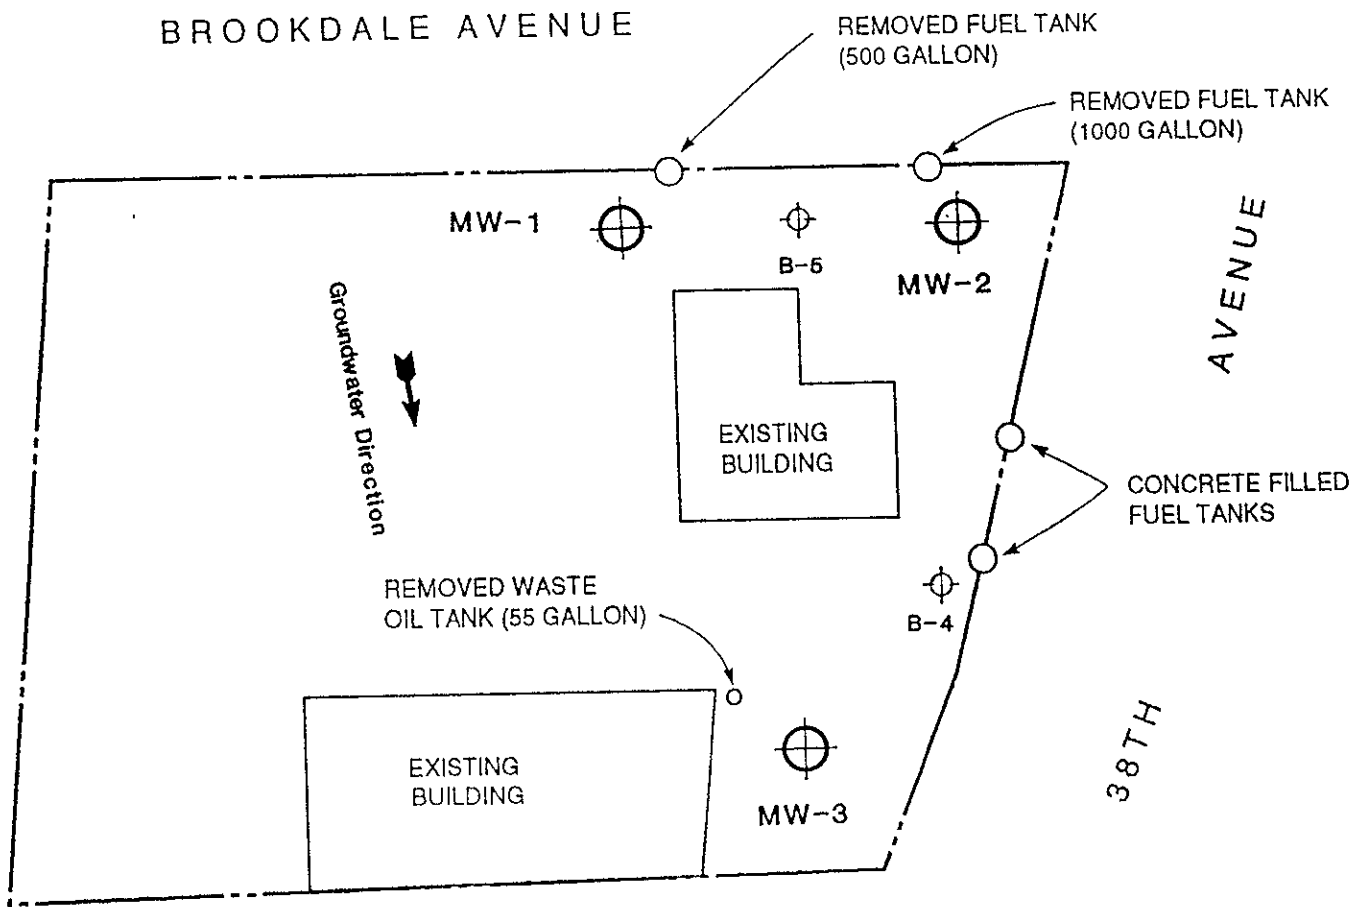 BROOKDALE AVENUE
REMOVED FUEL TANK
(500 GALLON)
REMOVED FUEL TANK
(1000 GALLON)
MW-1
B-5
MW-2
AVENUE
Groundwater Direction
EXISTING
BUILDING
CONCRETE FILLED
FUEL TANKS
REMOVED WASTE
OIL TANK (55 GALLON)
B-4
EXISTING
BUILDING
MW-3
38TH